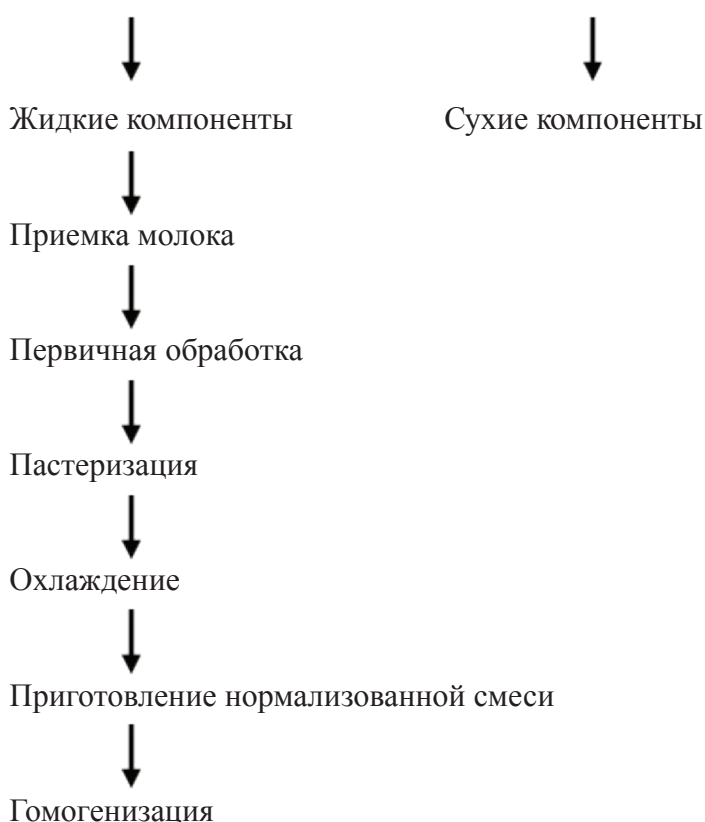 Жидкие компоненты Сухие компоненты
Приемка молока
Первичная обработка
Пастеризация
Охлаждение
Приготовление нормализованной смеси
Гомогенизация